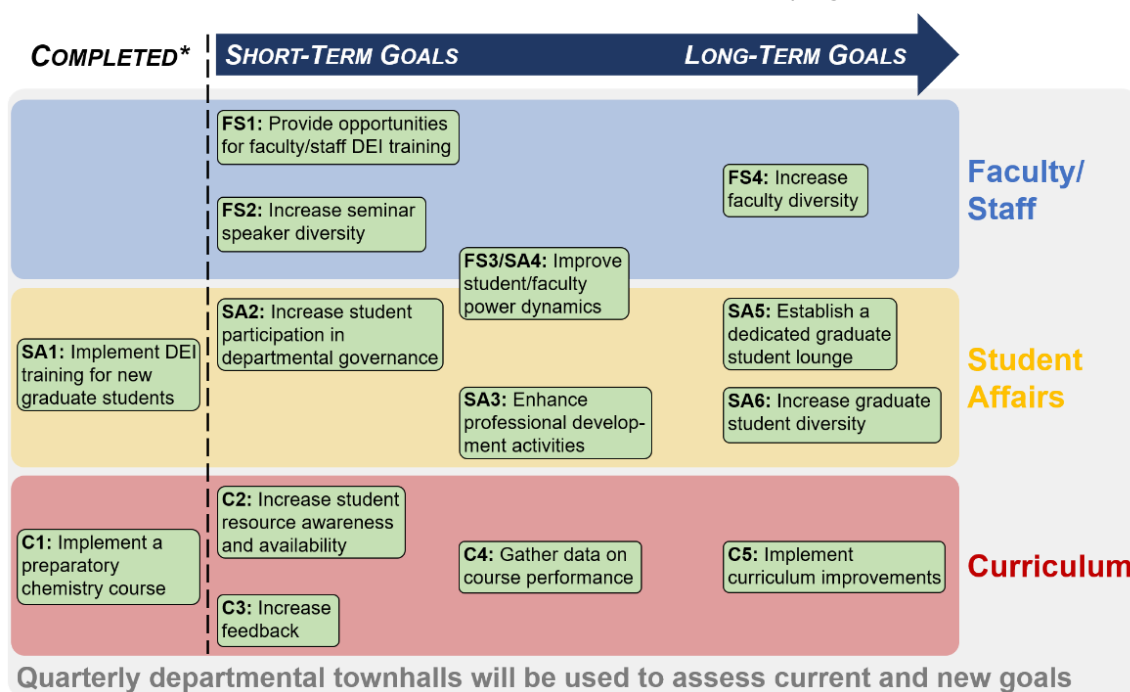 COMPLETED*
SHORT-TERM GOALS
LONG-TERM GOALS
FS1: Provide opportunities
for faculty/staff DEI training
FS2: Increase seminar
speaker diversity
FS3/SA4: Improve
student/faculty
power dynamics
FS4: Increase
faculty diversity
Faculty/
Staff
SA1: Implement DEI
training for new
graduate students
SA2: Increase student
participation in
departmental governance
SA3: Enhance
professional develop-
ment activities
SA5: Establish a
dedicated graduate
student lounge
SA6: Increase graduate
student diversity
Student
Affairs
C1: Implement a
preparatory
chemistry course
C2: Increase student
resource awareness
and availability
C3: Increase
feedback
C4: Gather data on
course performance
C5: Implement
curriculum improvements
Curriculum
Quarterly departmental townhalls will be used to assess current and new goals